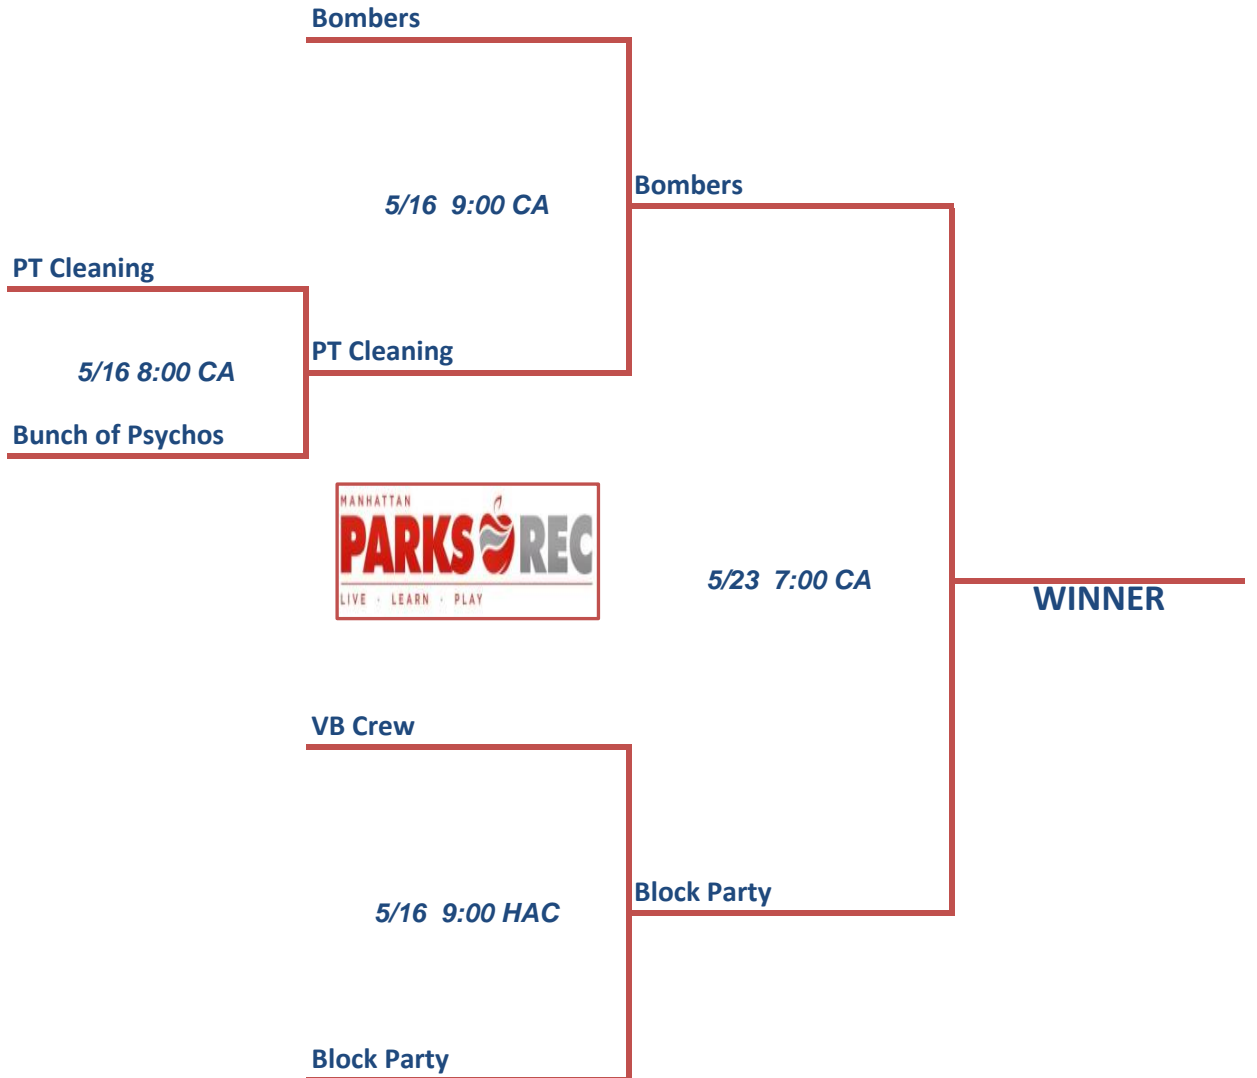 Bombers
Bombers
5/16  9:00 CA
PT Cleaning
PT Cleaning
5/16 8:00 CA
Bunch of Psychos
MANHATTAN
PARKS REC
LIVE · LEARN · PLAY
5/23  7:00 CA
WINNER
VB Crew
Block Party
5/16  9:00 HAC
Block Party